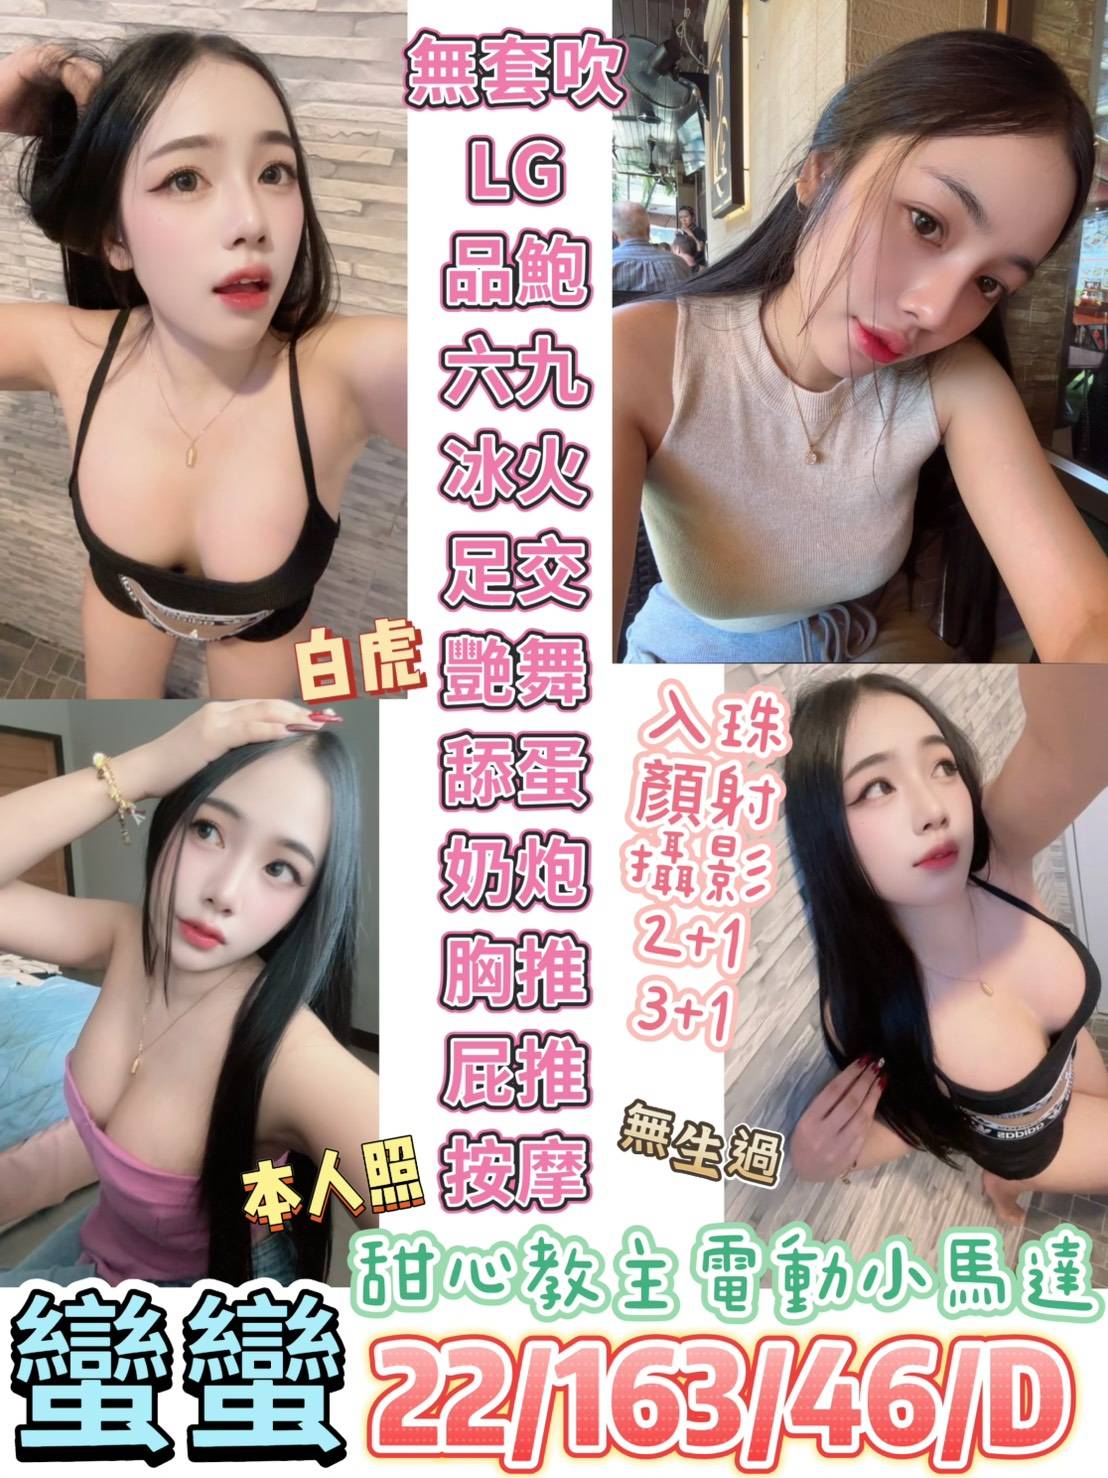 無套吹
LG
品鮑
六九
冰火
足交
艷舞
舔蛋
奶炮
胸推
屁推
按摩
白虎
入珠
顏射
攝影
2+1
3+1
本人照
無生過
甜心教主 電動小馬達
蠻蠻
22/163/46/D